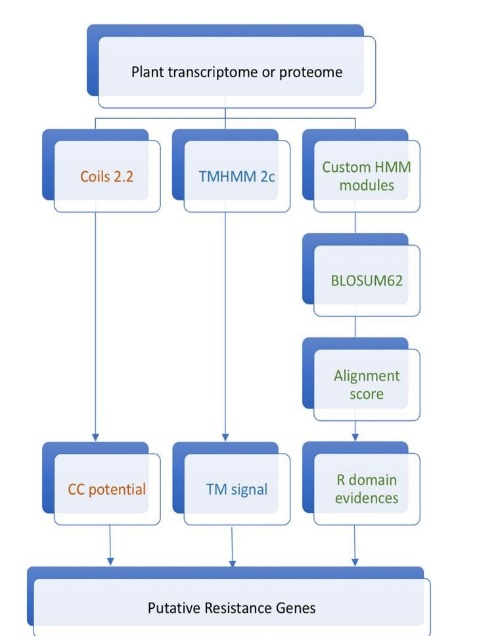 Plant transcriptome or proteome
Coils 2.2
TMHMM 2c
Custom HMM
modules
BLOSUM62
Alignment
score
CC potential
TM signal
R domain
evidences
Putative Resistance Genes